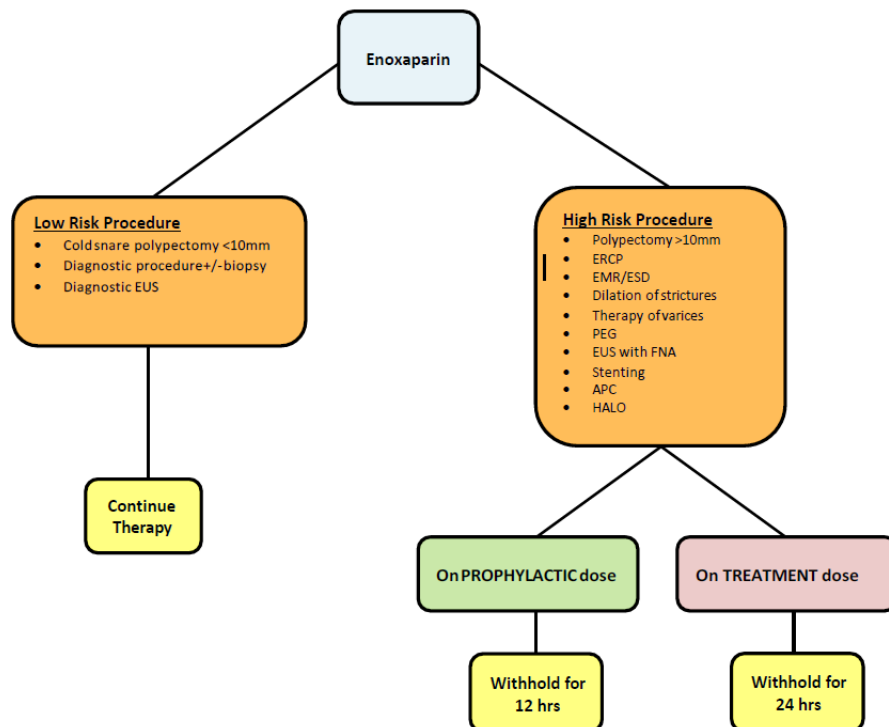 Enoxaparin
Low Risk Procedure
• Cold snare polypectomy <10mm
• Diagnostic procedure+/-biopsy
• Diagnostic EUS
High Risk Procedure
• Polypectomy >10mm
• ERCP
• EMR/ESD
• Dilation of strictures
• Therapy of varices
• PEG
• EUS with FNA
• Stenting
• APC
• HALO
Continue
Therapy
On PROPHYLACTIC dose
On TREATMENT dose
Withhold for
12 hrs
Withhold for
24 hrs